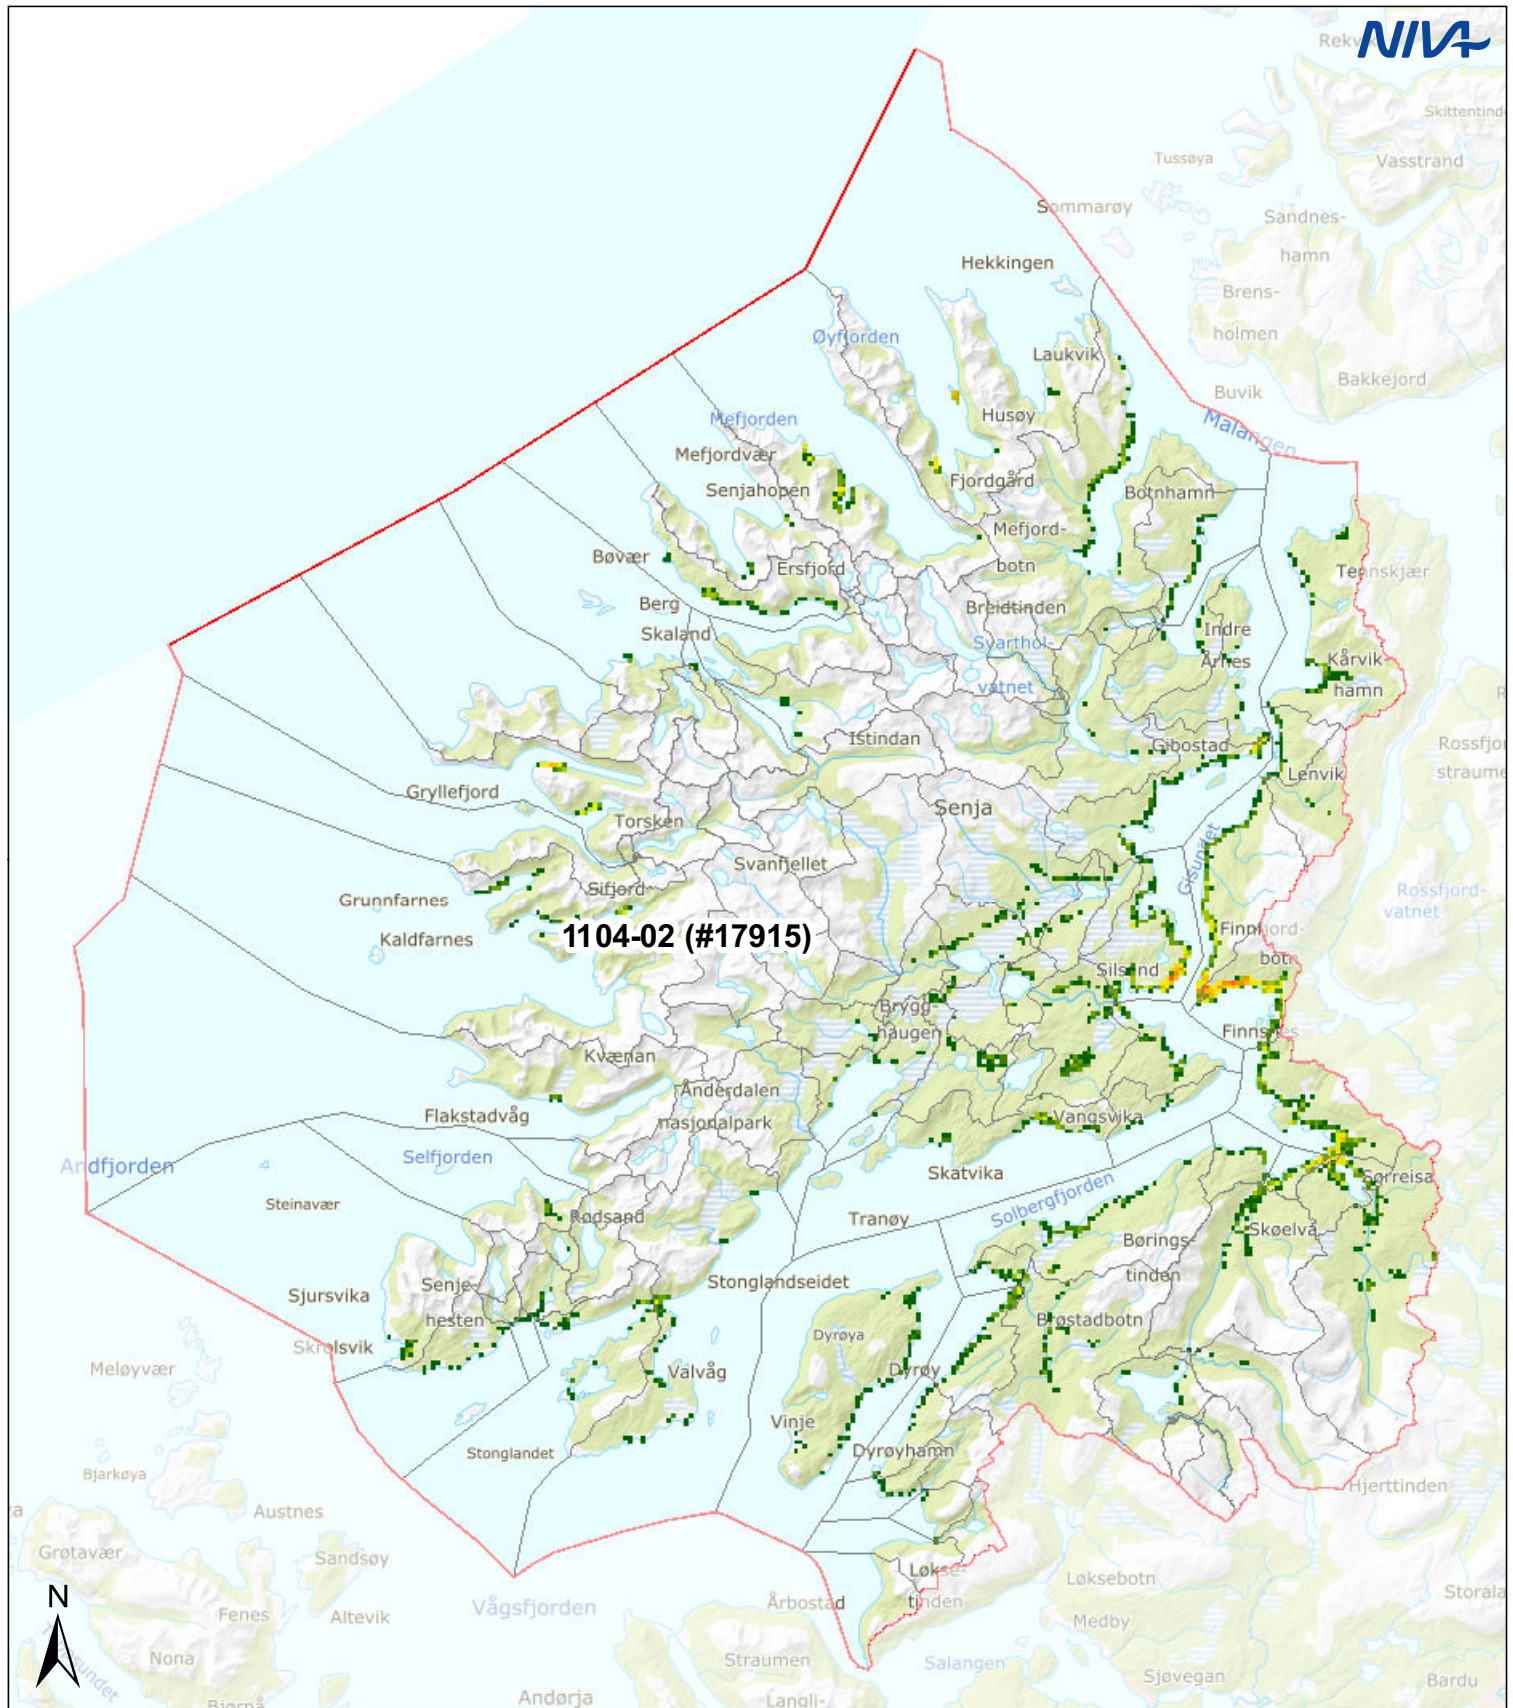 NIVA
Rekvik
Skittentind
Tussøya
Vasstrand
Sommarøy
Sandnes-
hamn
Hekkingen
Brens-
holmen
Øyfjorden
Laukvik
Bakkejord
Buvik
Mefjorden
Husøy
Malangen
Mefjordvær
Senjahopen
Fjordgård
Botnhamn
Mefjord-
botn
Bøvær
Ersfjord
Tennskjær
Berg
Breidtinden
Skaland
Svarthol-
vatnet
Indre
Årnes
Kårvik-
hamn
Istindan
Gibostad
Rossfjord
straumen
Lenvik
Gryllefjord
Torsken
Senja
Svanfjellet
Gisundet
Sifjord
Grunnfarnes
Rossfjord-
vatnet
Kaldfarnes
1104-02 (#17915)
Finnfjord-
botn
Silsand
Brygg-
haugen
Finnsnes
Kvænan
Ånderdalen
nasjonalpark
Flakstadvåg
Vangsvika
Andfjorden
Selfjorden
Skatvika
Sørreisa
Steinavær
Solbergfjorden
Rødsand
Tranøy
Skøelva
Børings-
tinden
Stonglandseidet
Senje-
hesten
Sjursvika
Brøstadbotn
Dyrøya
Skrolsvik
Meløyvær
Valvåg
Dyrøy
Vinje
Dyrøyhamn
Stonglandet
Bjarkøya
Hjerttinden
Austnes
Grøtavær
Sandsøy
Løkse-
tinden
Løksebotn
N
Fenes
Altevik
Vågsfjorden
Årbostad
Medby
Nona
Straumen
Salangen
Sjøvegan
Bardu
Andørja